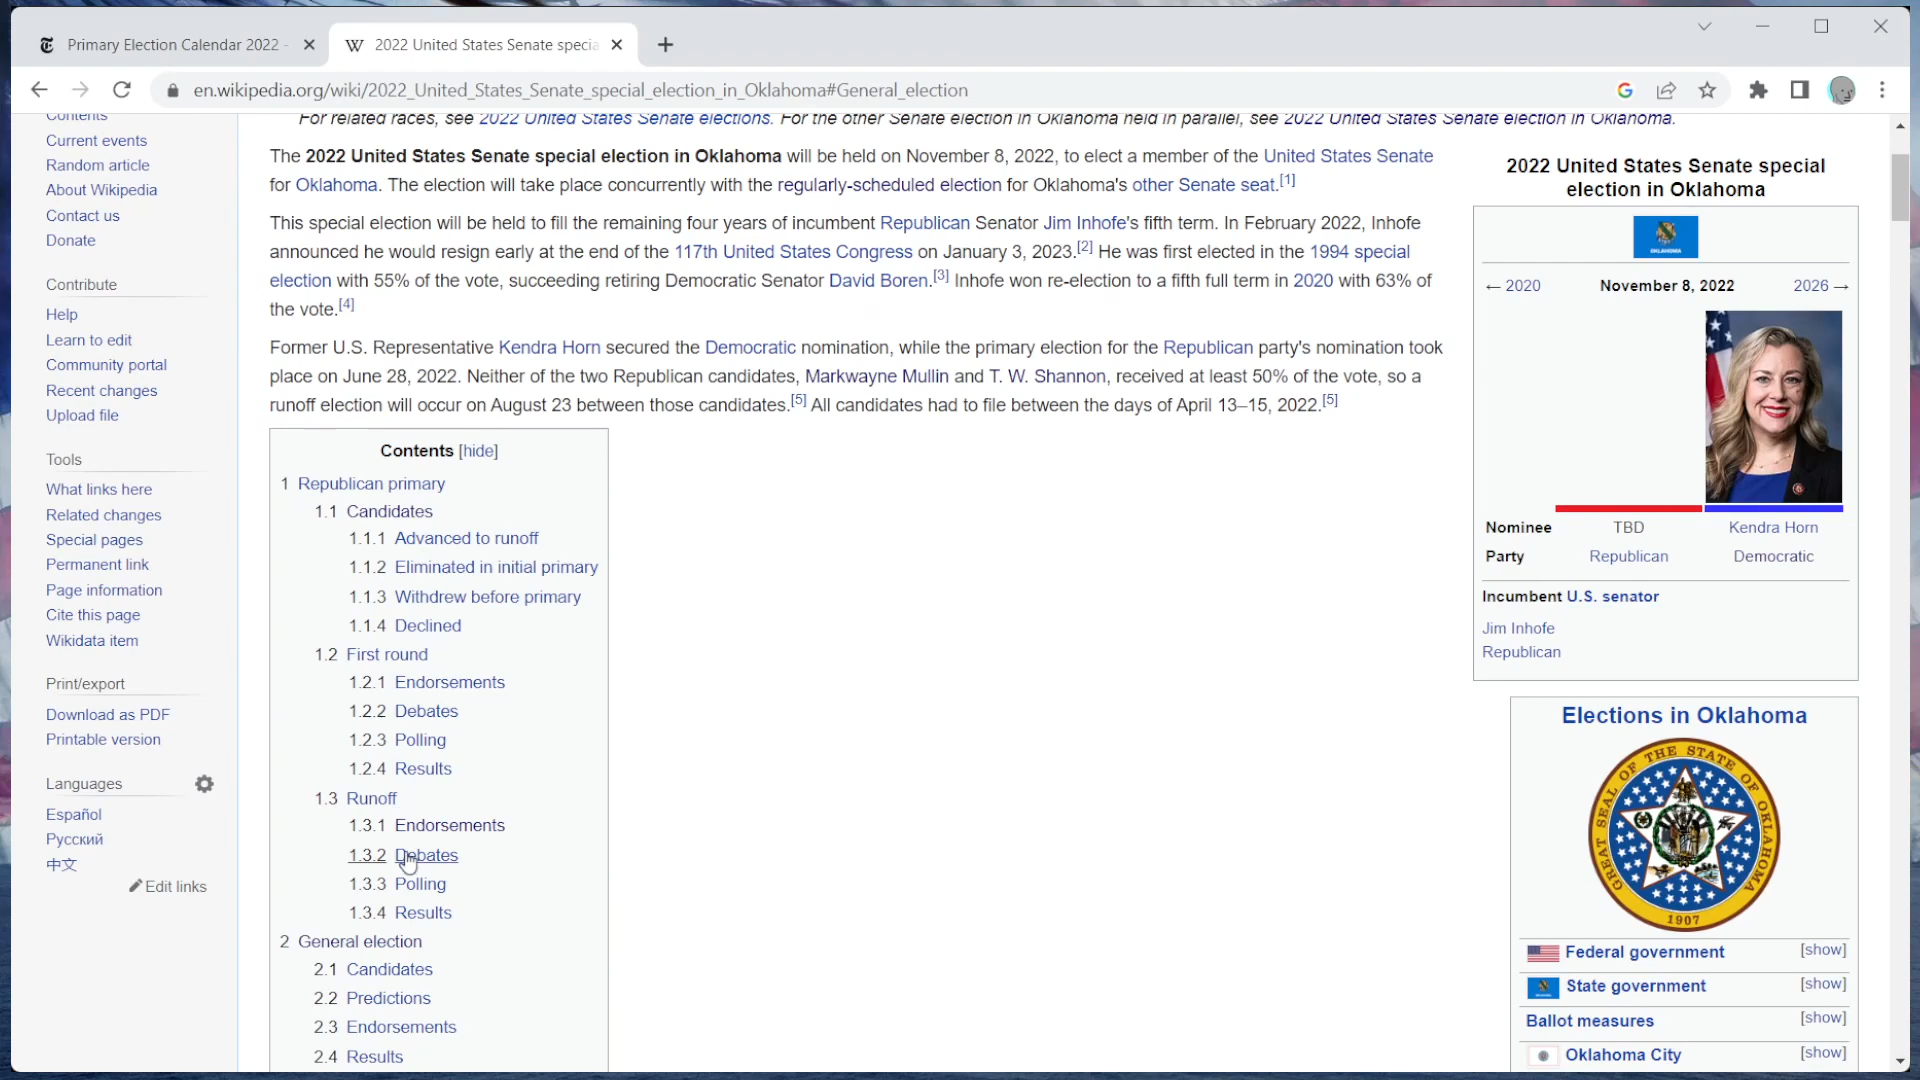 Primary Election Calendar 2022 -
2022 United States Senate specia
en.wikipedia.org/wiki/2022_United_States_Senate_special_election_in_Oklahoma#General_election
Contents
Current events
Random article
About Wikipedia
Contact us
Donate
Contribute
Help
Learn to edit
Community portal
Recent changes
Upload file
Tools
What links here
Related changes
Special pages
Permanent link
Page information
Cite this page
Wikidata item
Print/export
Download as PDF
Printable version
Languages
Español
Русский
中文
Edit links
For related races, see 2022 United States Senate elections. For the other Senate election in Oklahoma held in parallel, see 2022 United States Senate election in Oklahoma.
The 2022 United States Senate special election in Oklahoma will be held on November 8, 2022, to elect a member of the United States Senate
for Oklahoma. The election will take place concurrently with the regularly-scheduled election for Oklahoma's other Senate seat.[1]
This special election will be held to fill the remaining four years of incumbent Republican Senator Jim Inhofe's fifth term. In February 2022, Inhofe
announced he would resign early at the end of the 117th United States Congress on January 3, 2023.[2] He was first elected in the 1994 special
election with 55% of the vote, succeeding retiring Democratic Senator David Boren.[3] Inhofe won re-election to a fifth full term in 2020 with 63% of
the vote.[4]
Former U.S. Representative Kendra Horn secured the Democratic nomination, while the primary election for the Republican party's nomination took
place on June 28, 2022. Neither of the two Republican candidates, Markwayne Mullin and T. W. Shannon, received at least 50% of the vote, so a
runoff election will occur on August 23 between those candidates.[5] All candidates had to file between the days of April 13–15, 2022.[5]
Contents [hide]
1 Republican primary
1.1 Candidates
1.1.1 Advanced to runoff
1.1.2 Eliminated in initial primary
1.1.3 Withdrew before primary
1.1.4 Declined
1.2 First round
1.2.1 Endorsements
1.2.2 Debates
1.2.3 Polling
1.2.4 Results
1.3 Runoff
1.3.1 Endorsements
1.3.2 Debates
1.3.3 Polling
1.3.4 Results
2 General election
2.1 Candidates
2.2 Predictions
2.3 Endorsements
2.4 Results
2022 United States Senate special
election in Oklahoma
OKLAHOMA
← 2020 November 8, 2022 2026 →
Nominee TBD Kendra Horn
Party Republican Democratic
Incumbent U.S. senator
Jim Inhofe
Republican
Elections in Oklahoma
GREAT SEAL OF THE STATE OF OKLAHOMA
1907
Federal government [show]
State government [show]
Ballot measures [show]
Oklahoma City [show]